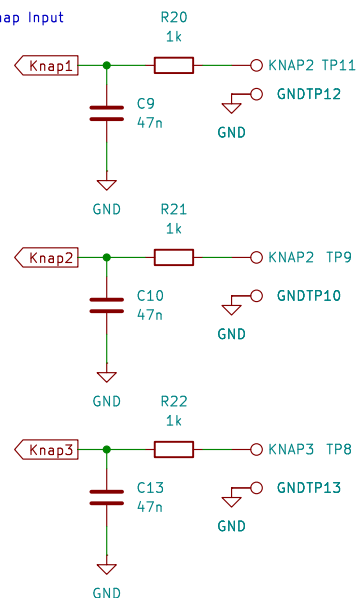 nap Input
R20
1k
Knap1
KNAP2 TP11
C9
47n
GNDTP12
GND
GND
R21
1k
Knap2
KNAP2 TP9
C10
47n
GNDTP10
GND
GND
R22
1k
Knap3
KNAP3 TP8
C13
47n
GNDTP13
GND
GND